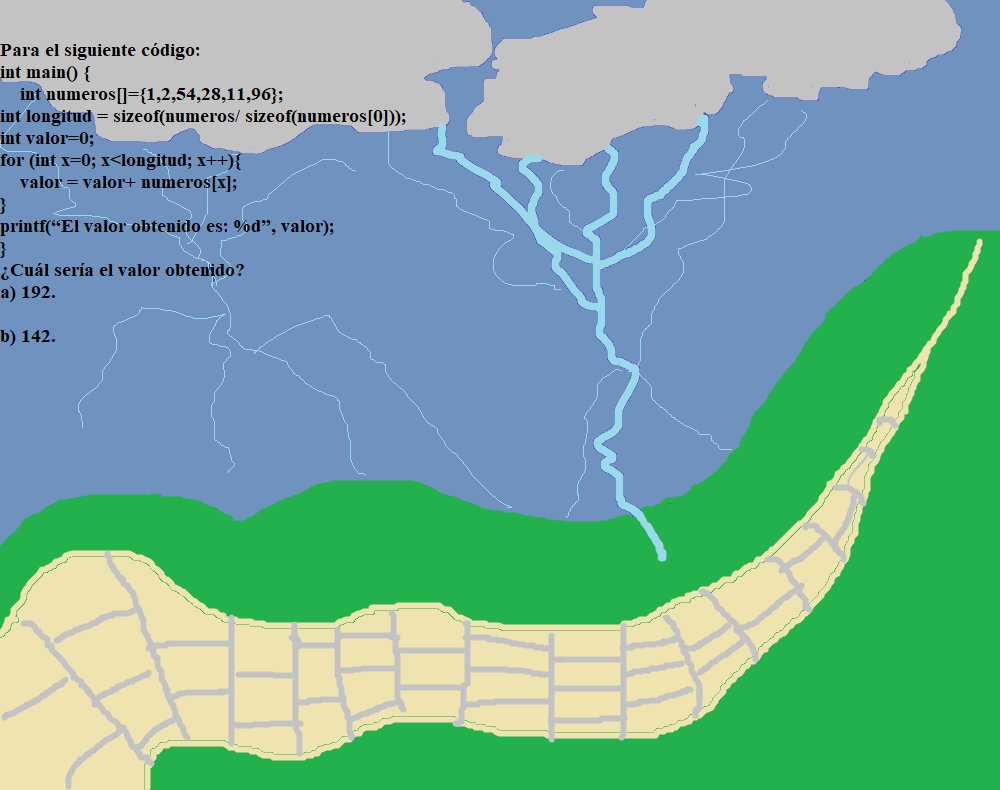 Para el siguiente código:
int main() {
int numeros[]={1,2,54,28,11,96};
int longitud = sizeof(numeros/ sizeof(numeros[0]));
int valor=0;
for (int x=0; x<longitud; x++){
valor = valor+ numeros[x];
}
printf(“El valor obtenido es: %d”, valor);
}
¿Cuál sería el valor obtenido?
a) 192.
b) 142.